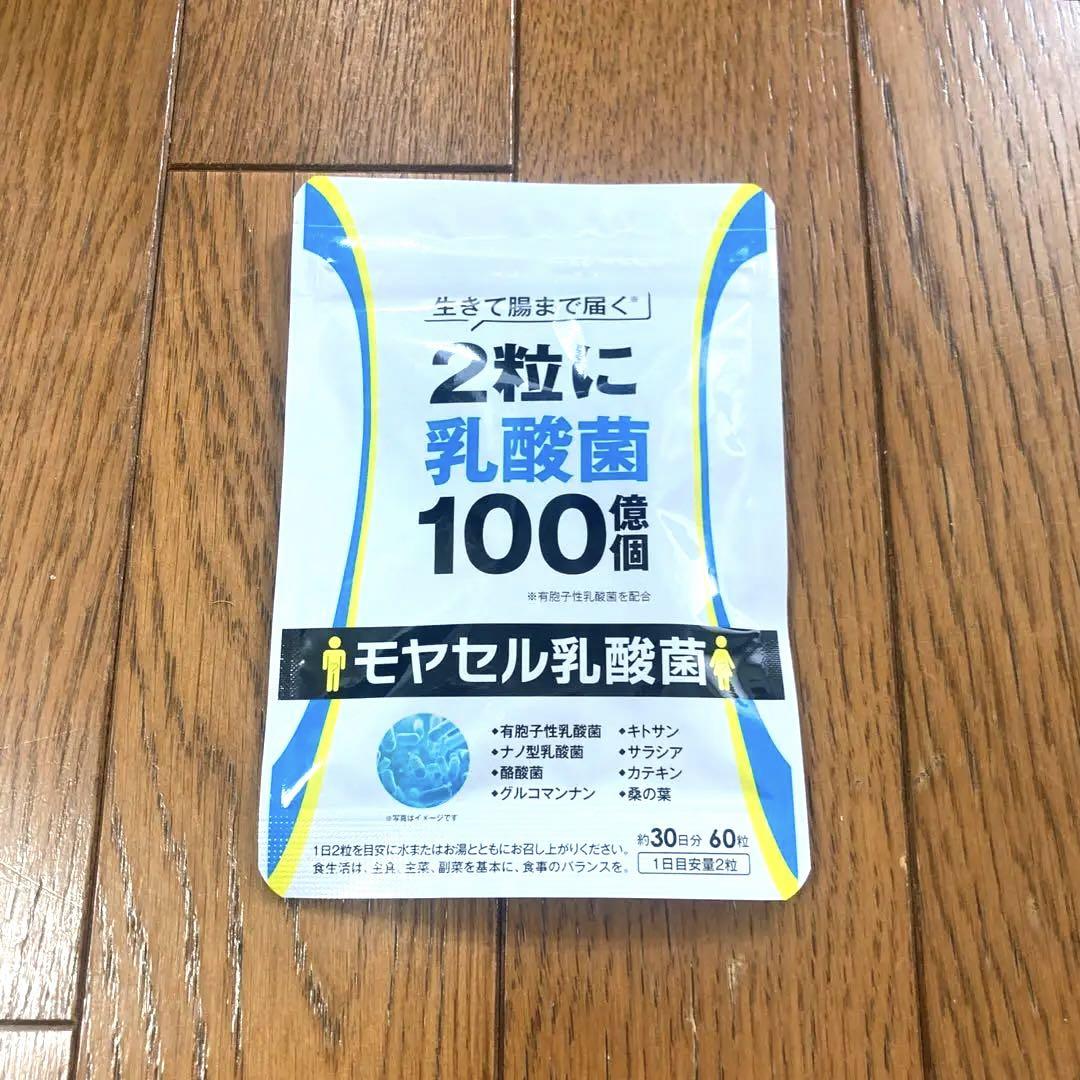 生きて腸まで届く※
2粒に
乳酸菌
100億個
※有胞子性乳酸菌を配合
モヤセル乳酸菌
◆有胞子性乳酸菌 ◆キトサン
◆ナノ型乳酸菌 ◆サラシア
◆酪酸菌 ◆カテキン
◆グルコマンナン ◆桑の葉
※写真はイメージです
約30日分 60粒
1日目安量2粒
1日2粒を目安に水またはお湯とともにお召し上がりください。
食生活は、主食、主菜、副菜を基本に、食事のバランスを。